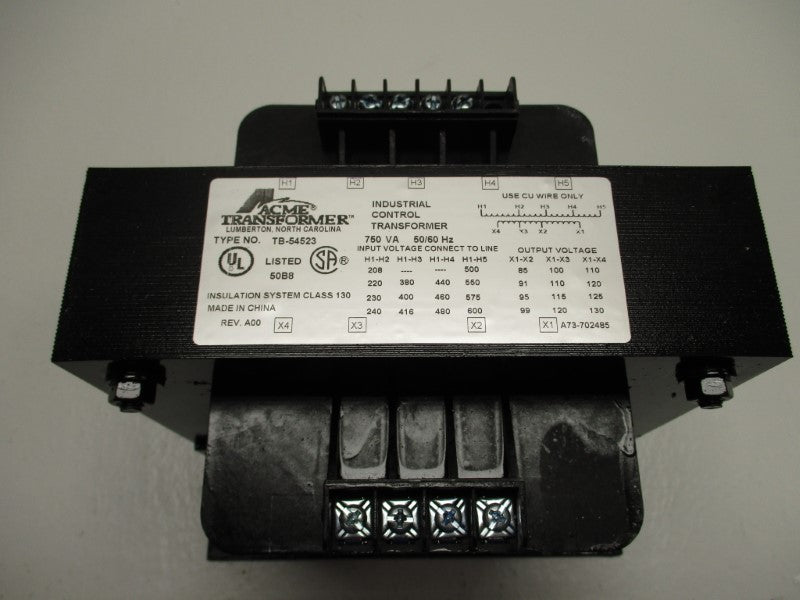 H1 H2 H3 H4 H5
ACME
TRANSFORMER™
LUMBERTON, NORTH CAROLINA
TYPE NO. TB-54523
UL LISTED SA®
50B8
INSULATION SYSTEM CLASS 130
MADE IN CHINA
REV. A00
INDUSTRIAL
CONTROL
TRANSFORMER
750 VA 50/60 Hz
USE CU WIRE ONLY
H1 H2 H3 H4 H5
X4 X3 X2 X1
INPUT VOLTAGE CONNECT TO LINE
H1-H2 H1-H3 H1-H4 H1-H5
208 ---- ---- 500
220 380 440 550
230 400 460 575
240 416 480 600
OUTPUT VOLTAGE
X1-X2 X1-X3 X1-X4
85 100 110
91 110 120
95 115 125
99 120 130
X4 X3 X2 X1 A73-702485